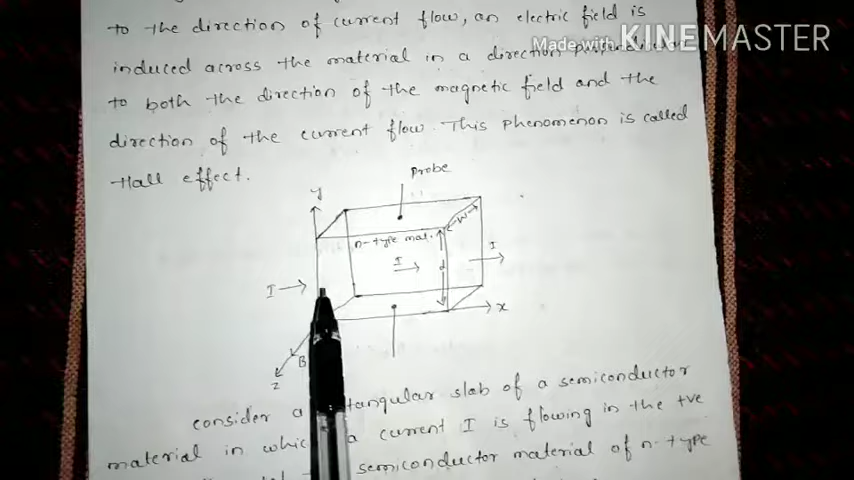 to the direction of current flow, an electric field is
Made with KINEMASTER
induced across the material in a direction
to both the direction of the magnetic field and the
direction of the current flow. This phenomenon is called
Hall effect.
Probe
y
w
n-type mat.
I
I
d
I
x
B
z
consider a tangular slab of a semiconductor
material in whic a current I is flowing in the +ve
semiconductor material of n-type